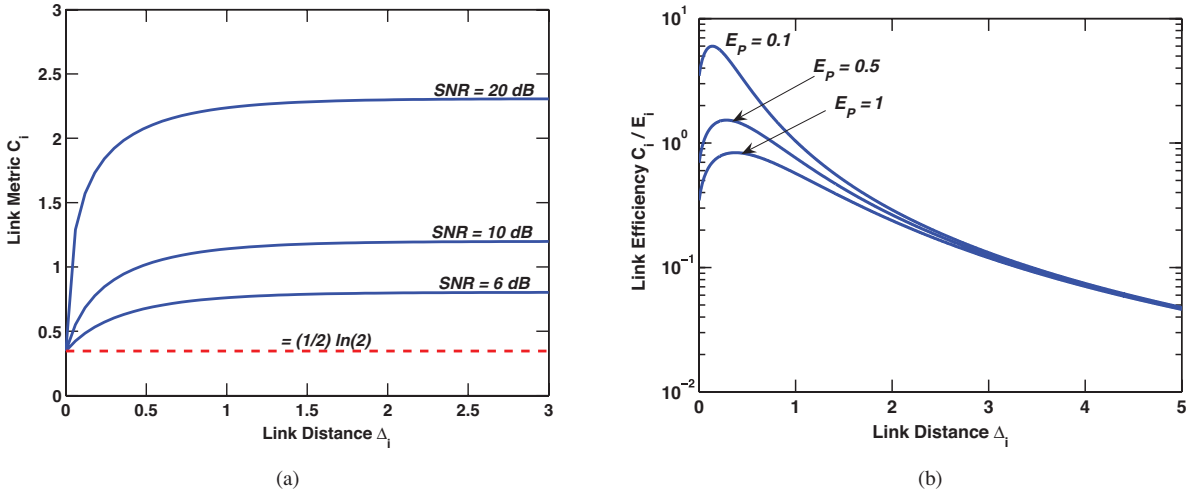 3
2.5
2
1.5
1
0.5
0
Link Metric C_i
SNR = 20 dB
SNR = 10 dB
SNR = 6 dB
= (1/2) ln(2)
0 0.5 1 1.5 2 2.5 3
Link Distance Δ_i
(a)
10^1
10^0
10^−1
10^−2
Link Efficiency C_i / E_i
E_P = 0.1
E_P = 0.5
E_P = 1
0 1 2 3 4 5
Link Distance Δ_i
(b)